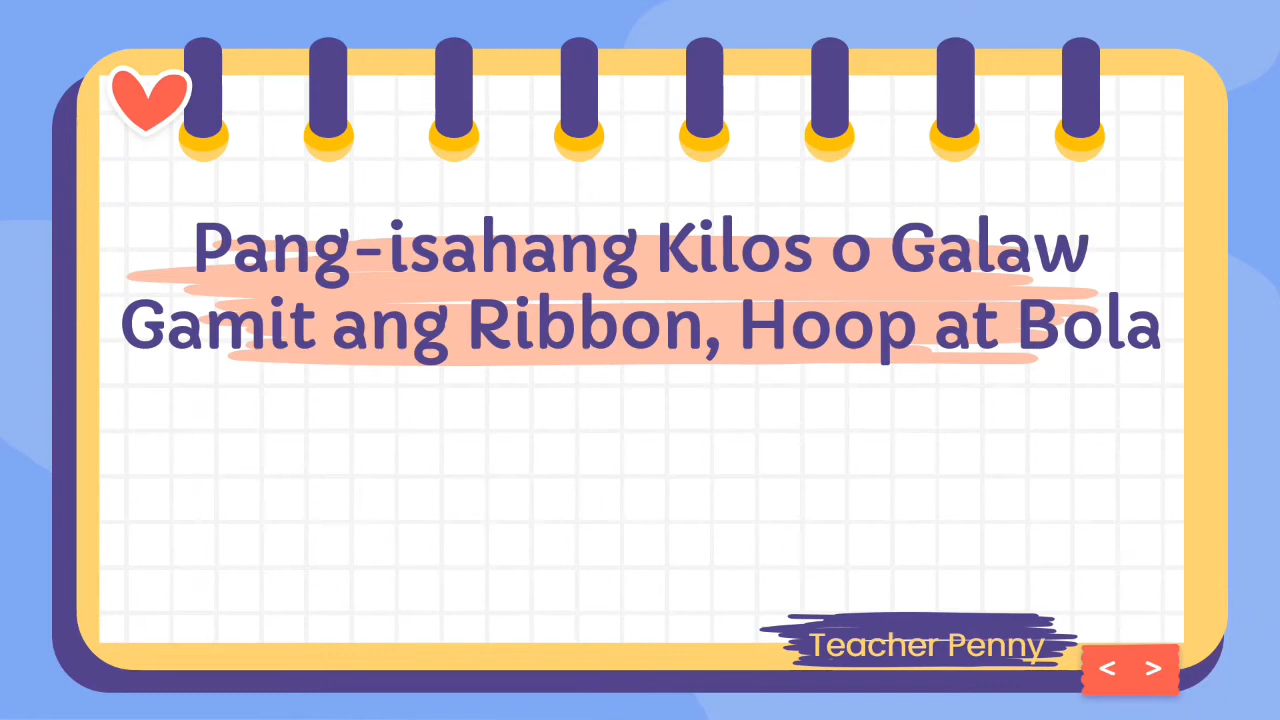 Pang-isahang Kilos o Galaw
Gamit ang Ribbon, Hoop at Bola
Teacher Penny
< >